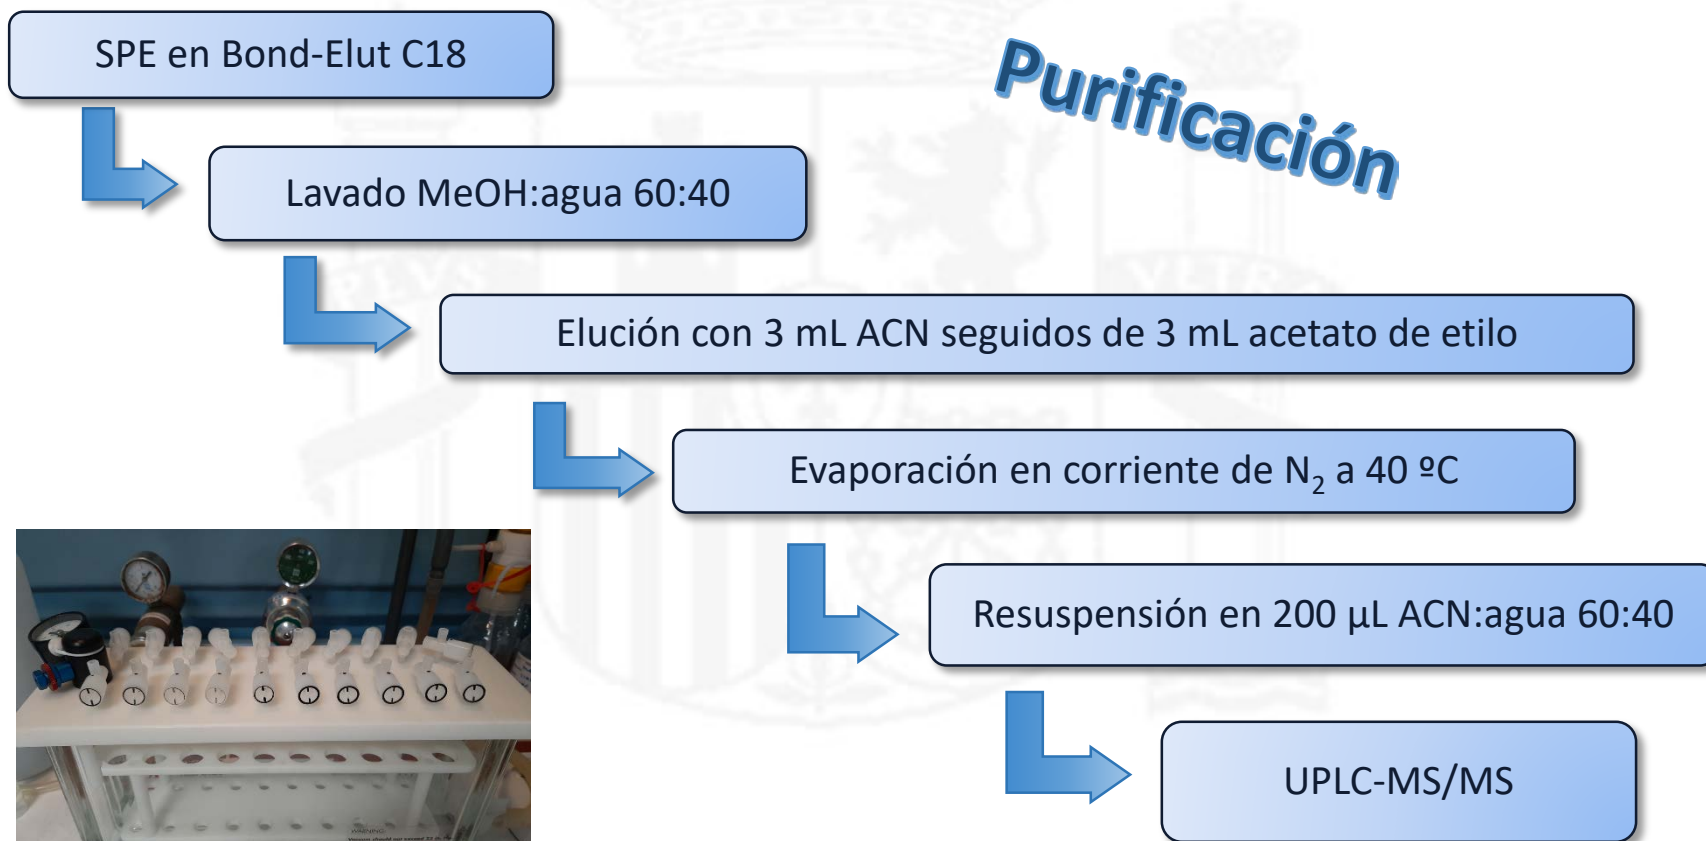 SPE en Bond-Elut C18
Purificación
Lavado MeOH:agua 60:40
Elución con 3 mL ACN seguidos de 3 mL acetato de etilo
Evaporación en corriente de N₂ a 40 ºC
Resuspensión en 200 µL ACN:agua 60:40
UPLC-MS/MS
PLVS
WARNING: